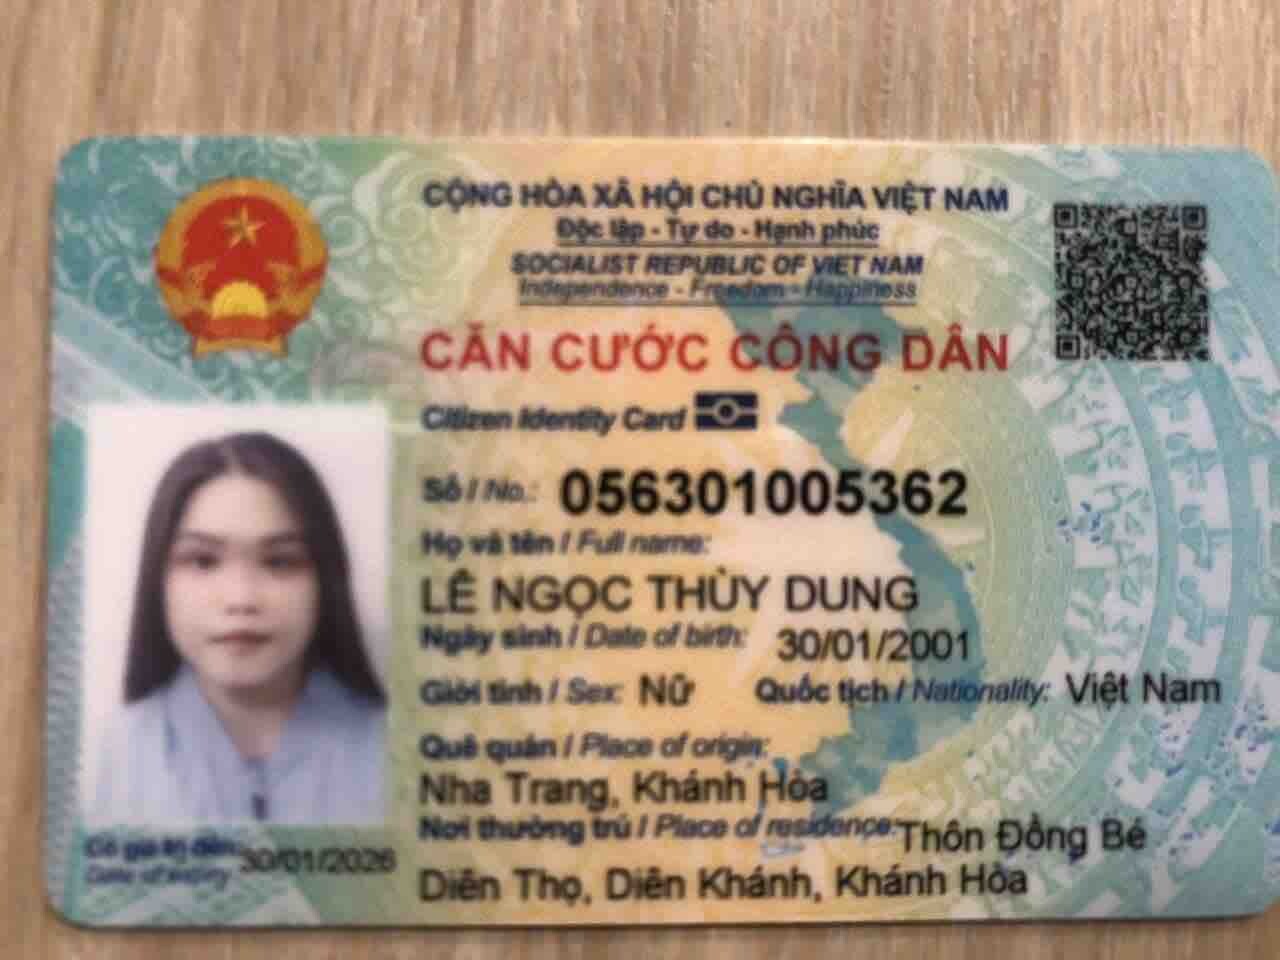 CỘNG HÒA XÃ HỘI CHỦ NGHĨA VIỆT NAM
Độc lập - Tự do - Hạnh phúc
SOCIALIST REPUBLIC OF VIET NAM
Independence - Freedom - Happiness
CĂN CƯỚC CÔNG DÂN
Citizen Identity Card
Số / No.: 056301005362
Họ và tên / Full name:
LÊ NGỌC THÙY DUNG
Ngày sinh / Date of birth: 30/01/2001
Giới tính / Sex: Nữ Quốc tịch / Nationality: Việt Nam
Quê quán / Place of origin:
Nha Trang, Khánh Hòa
Nơi thường trú / Place of residence: Thôn Đồng Bé
Diên Thọ, Diên Khánh, Khánh Hòa
Có giá trị đến: 30/01/2026
Date of expiry